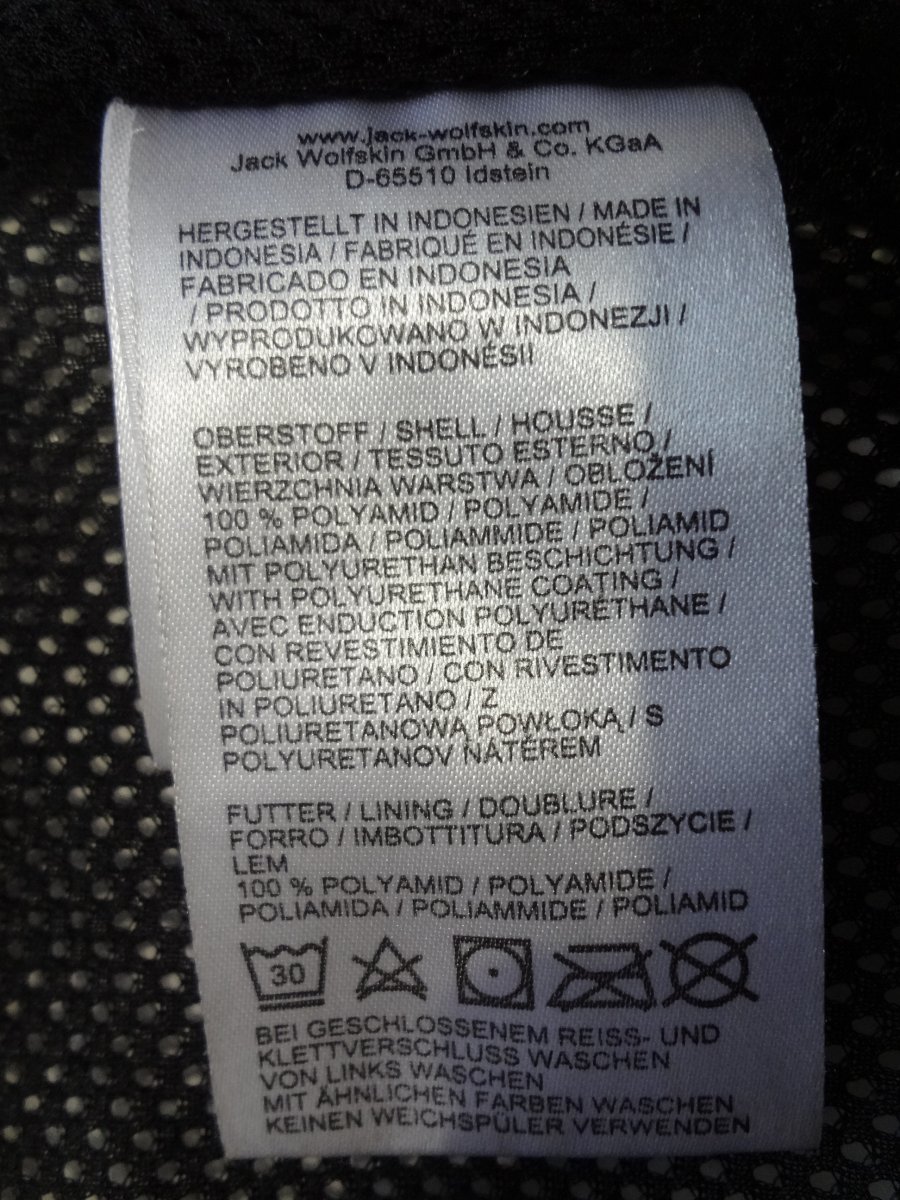 www.jack-wolfskin.com
Jack Wolfskin GmbH & Co. KGaA
D-65510 Idstein
HERGESTELLT IN INDONESIEN / MADE IN
INDONESIA / FABRIQUÉ EN INDONÉSIE /
FABRICADO EN INDONESIA
/ PRODOTTO IN INDONESIA /
WYPRODUKOWANO W INDONEZJI /
VYROBENO V INDONÉSII
OBERSTOFF / SHELL / HOUSSE /
EXTERIOR / TESSUTO ESTERNO /
WIERZCHNIA WARSTWA / OBLOŽENÍ
100 % POLYAMID / POLYAMIDE /
POLIAMIDA / POLIAMMIDE / POLIAMID
MIT POLYURETHAN BESCHICHTUNG /
WITH POLYURETHANE COATING /
AVEC ENDUCTION POLYURÉTHANE /
CON REVESTIMIENTO DE
POLIURETANO / CON RIVESTIMENTO
IN POLIURETANO / Z
POLIURETANOWĄ POWŁOKĄ / S
POLYURETANOV NÁTĚREM
FUTTER / LINING / DOUBLURE /
FORRO / IMBOTTITURA / PODSZYCIE /
LEM
100 % POLYAMID / POLYAMIDE /
POLIAMIDA / POLIAMMIDE / POLIAMID
30
BEI GESCHLOSSENEM REISS- UND
KLETTVERSCHLUSS WASCHEN
VON LINKS WASCHEN
MIT ÄHNLICHEN FARBEN WASCHEN
KEINEN WEICHSPÜLER VERWENDEN